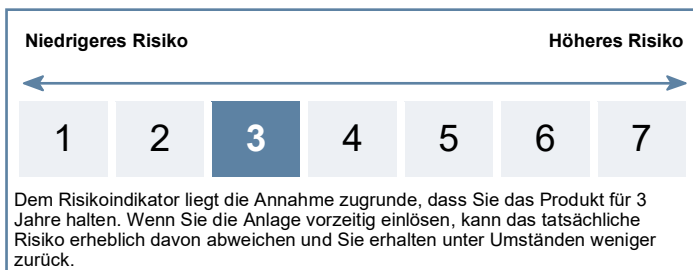 Niedrigeres Risiko Höheres Risiko
1 2 3 4 5 6 7
Dem Risikoindikator liegt die Annahme zugrunde, dass Sie das Produkt für 3
Jahre halten. Wenn Sie die Anlage vorzeitig einlösen, kann das tatsächliche
Risiko erheblich davon abweichen und Sie erhalten unter Umständen weniger
zurück.